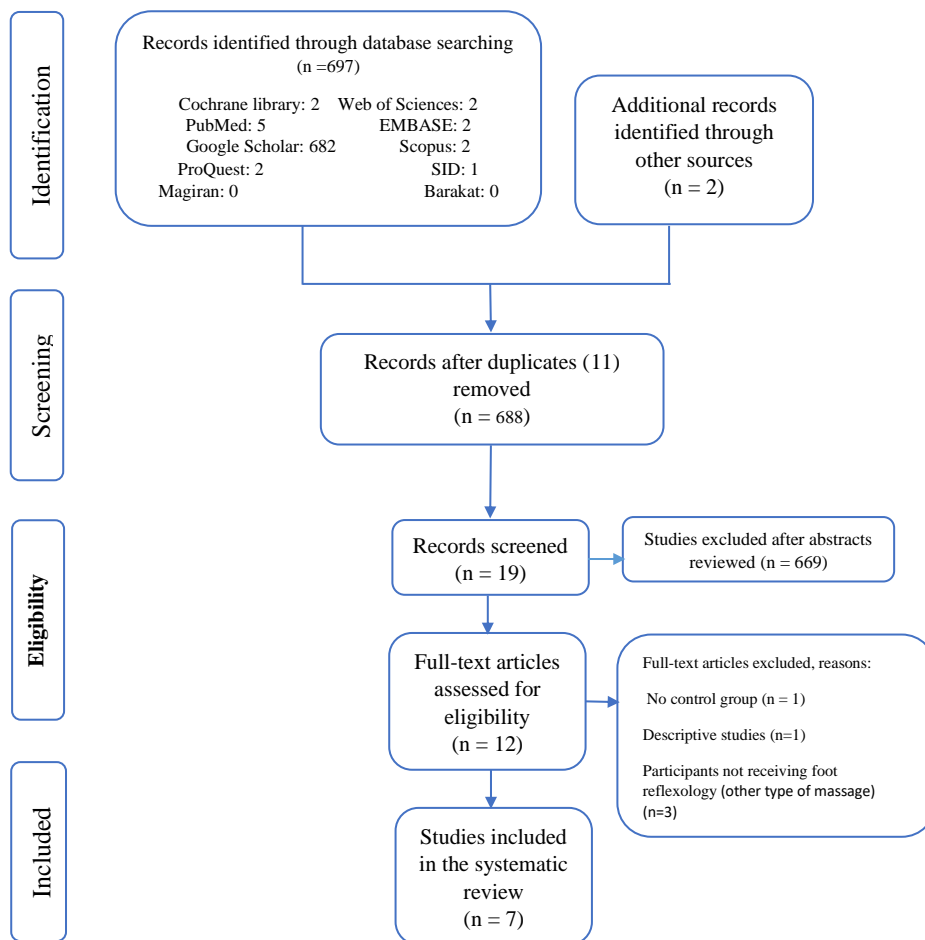 Identification
Records identified through database searching
(n =697)
Cochrane library: 2 Web of Sciences: 2
PubMed: 5 EMBASE: 2
Google Scholar: 682 Scopus: 2
ProQuest: 2 SID: 1
Magiran: 0 Barakat: 0
Additional records
identified through
other sources
(n = 2)
Screening
Records after duplicates (11)
removed
(n = 688)
Eligibility
Records screened
(n = 19)
Studies excluded after abstracts
reviewed (n = 669)
Full-text articles
assessed for
eligibility
(n = 12)
Full-text articles excluded, reasons:
No control group (n = 1)
Descriptive studies (n=1)
Participants not receiving foot
reflexology (other type of massage)
(n=3)
Included
Studies included
in the systematic
review
(n = 7)